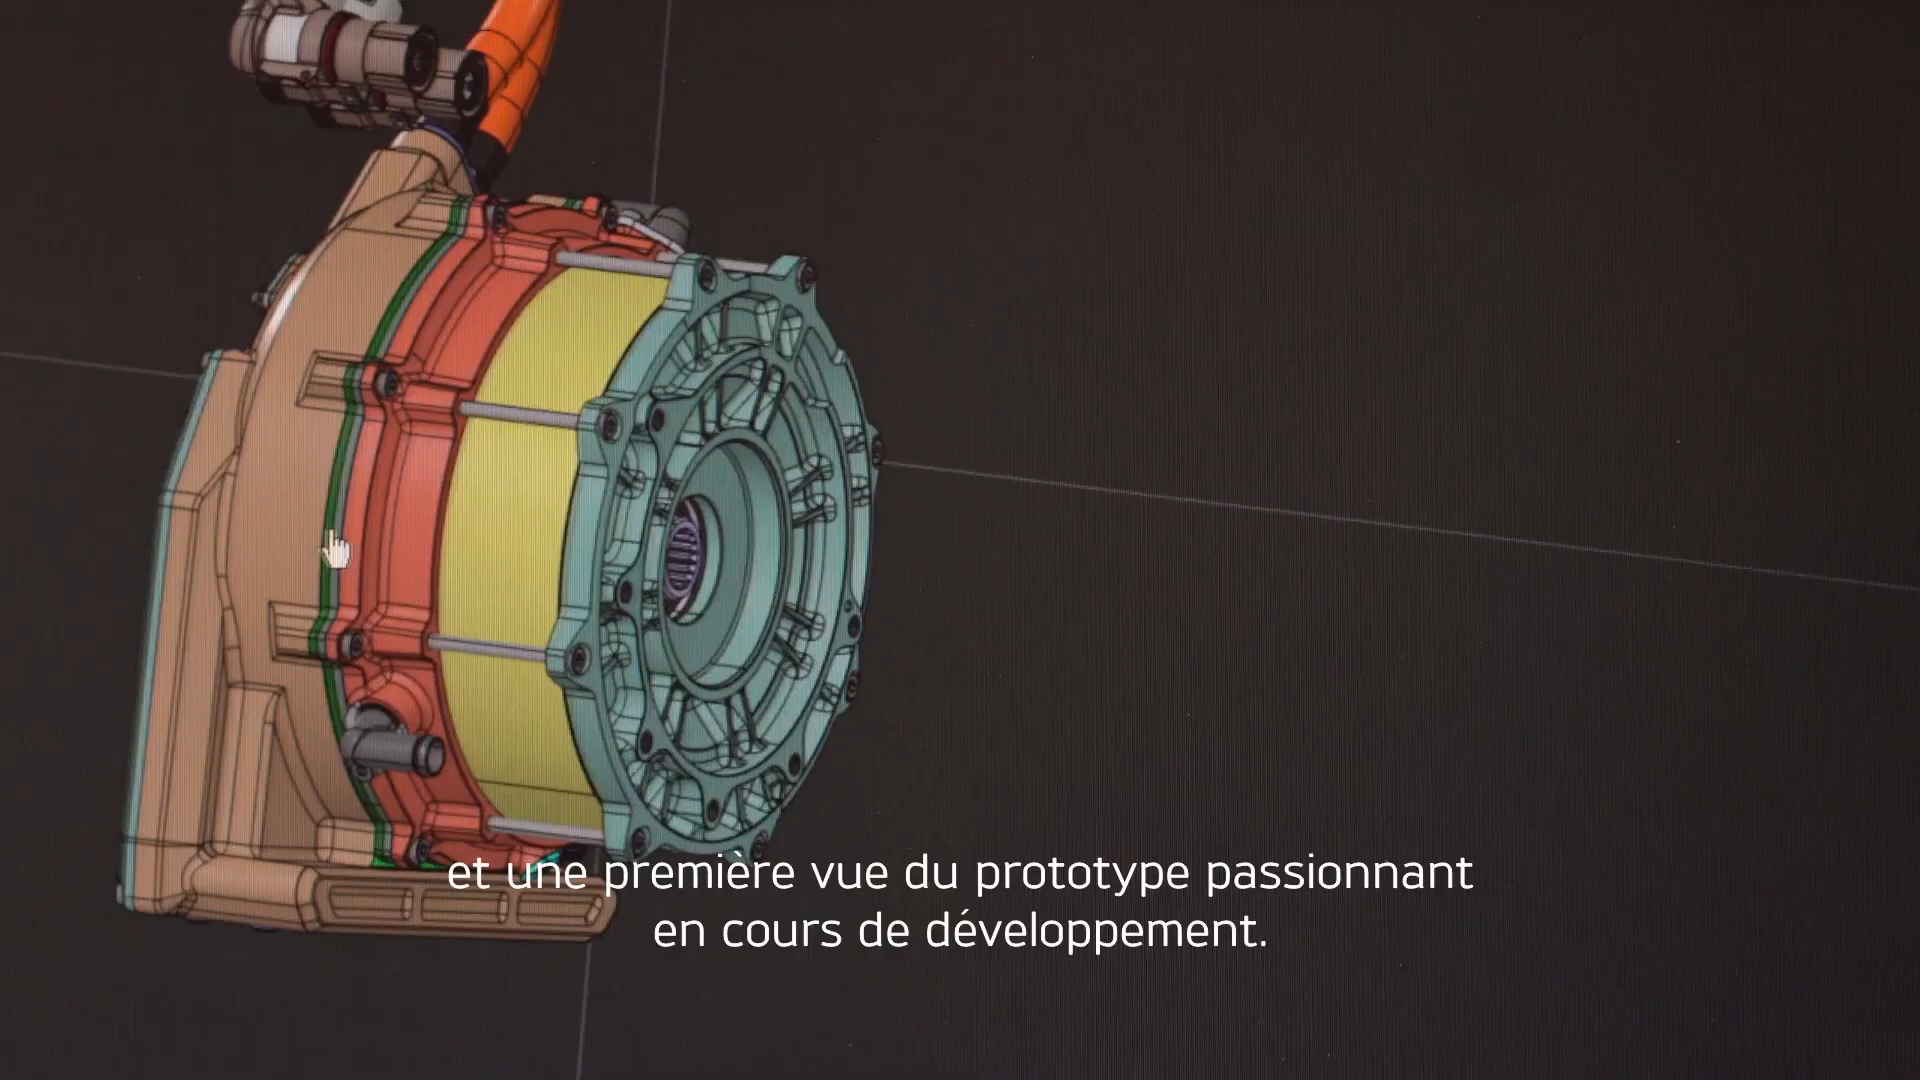 et une première vue du prototype passionnant
en cours de développement.